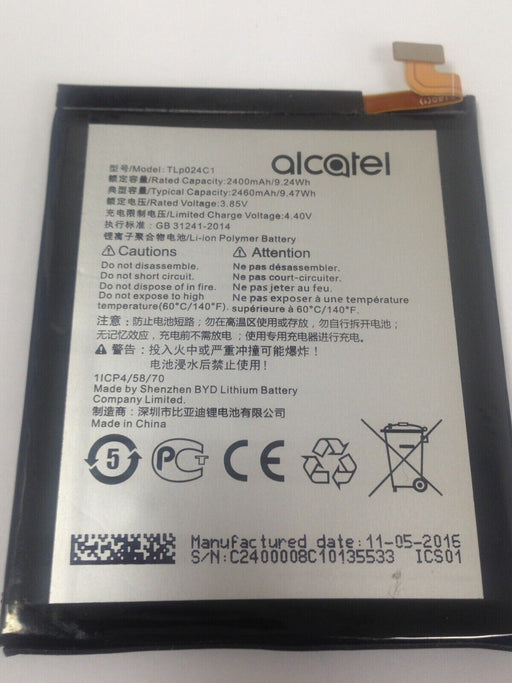 alcatel
型号/Model: TLp024C1
额定容量/Rated Capacity:2400mAh/9.24Wh
典型容量/Typical Capacity:2460mAh/9.47Wh
额定电压/Rated Voltage:3.85V
充电限制电压/Limited Charge Voltage:4.40V
执行标准: GB 31241-2014
锂离子聚合物电池/Li-ion Polymer Battery
Cautions
Do not disassemble.
Do not short circuit.
Do not dispose of in fire.
Do not expose to high
temperature(60°C/140°F).
Attention
Ne pas désassembler.
Ne pas court-circuiter.
Ne pas jeter au feu.
Ne pas exposer à une température
supérieure à 60°C/140°F.
注意：防止电池短路；勿在高温区使用或存放，勿自行拆开电池；
无记忆效应，充电前不需放电；使用专用充电器进行充电。
警告：投入火中或严重冲撞可能爆炸！
电池浸水后禁止使用！
1ICP4/58/70
Made by Shenzhen BYD Lithium Battery
Company Limited.
制造商：深圳市比亚迪锂电池有限公司
Made in China
5 PCT CE
Manufactured date:11-05-2016
S/N:C2400008C10135533 ICS01